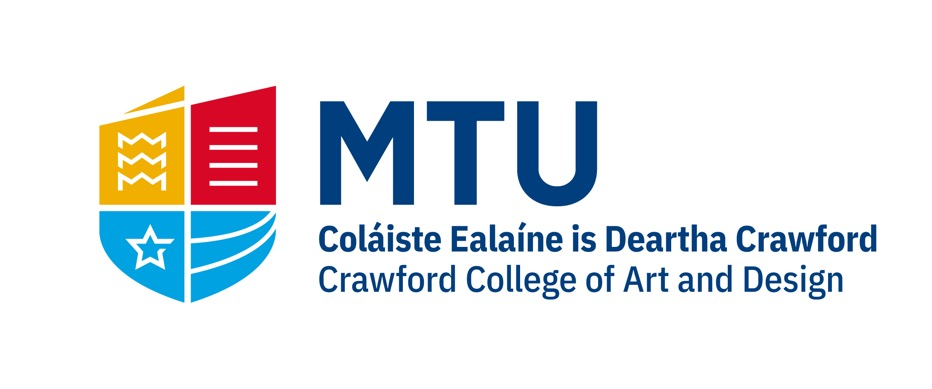 MTU
Coláiste Ealaíne is Deartha Crawford
Crawford College of Art and Design